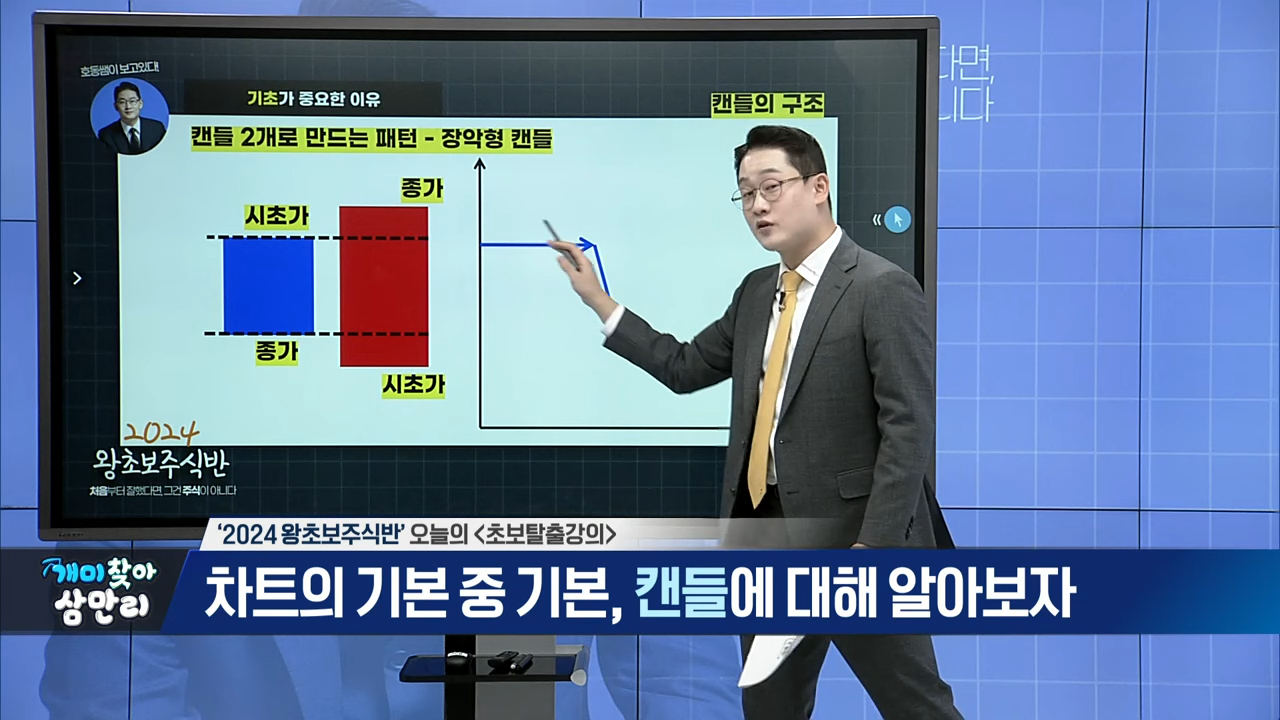 다면,
니다
호동쌤이 보고있다!
기초가 중요한 이유
캔들의 구조
캔들 2개로 만드는 패턴 - 장악형 캔들
종가
시초가
종가
시초가
2024
왕초보주식반
처음부터 잘했다면, 그건 주식이 아니다
'2024 왕초보주식반' 오늘의 <초보탈출강의>
개미찾아
삼만리
차트의 기본 중 기본, 캔들에 대해 알아보자